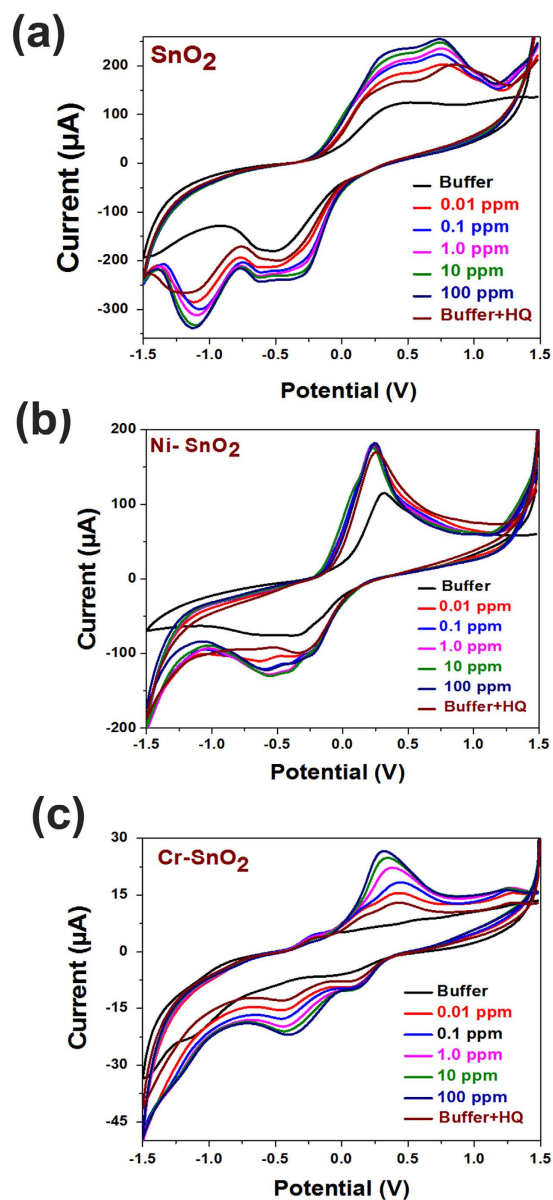 (a)
SnO2
200
100
0
-100
-200
-300
Current (µA)
Buffer
0.01 ppm
0.1 ppm
1.0 ppm
10 ppm
100 ppm
Buffer+HQ
-1.5 -1.0 -0.5 0.0 0.5 1.0 1.5
Potential (V)
(b)
Ni- SnO2
200
100
0
-100
-200
Current (µA)
Buffer
0.01 ppm
0.1 ppm
1.0 ppm
10 ppm
100 ppm
Buffer+HQ
-1.5 -1.0 -0.5 0.0 0.5 1.0 1.5
Potential (V)
(c)
Cr-SnO2
30
15
0
-15
-30
-45
Current (µA)
Buffer
0.01 ppm
0.1 ppm
1.0 ppm
10 ppm
100 ppm
Buffer+HQ
-1.5 -1.0 -0.5 0.0 0.5 1.0 1.5
Potential (V)